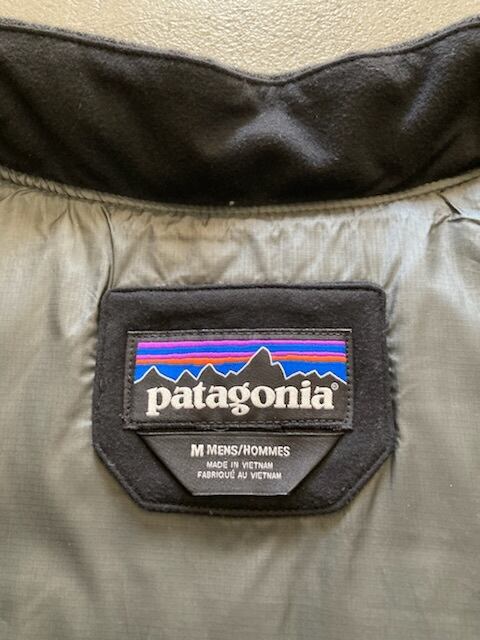 patagonia®
M MENS/HOMMES
MADE IN VIETNAM
FABRIQUÉ AU VIETNAM